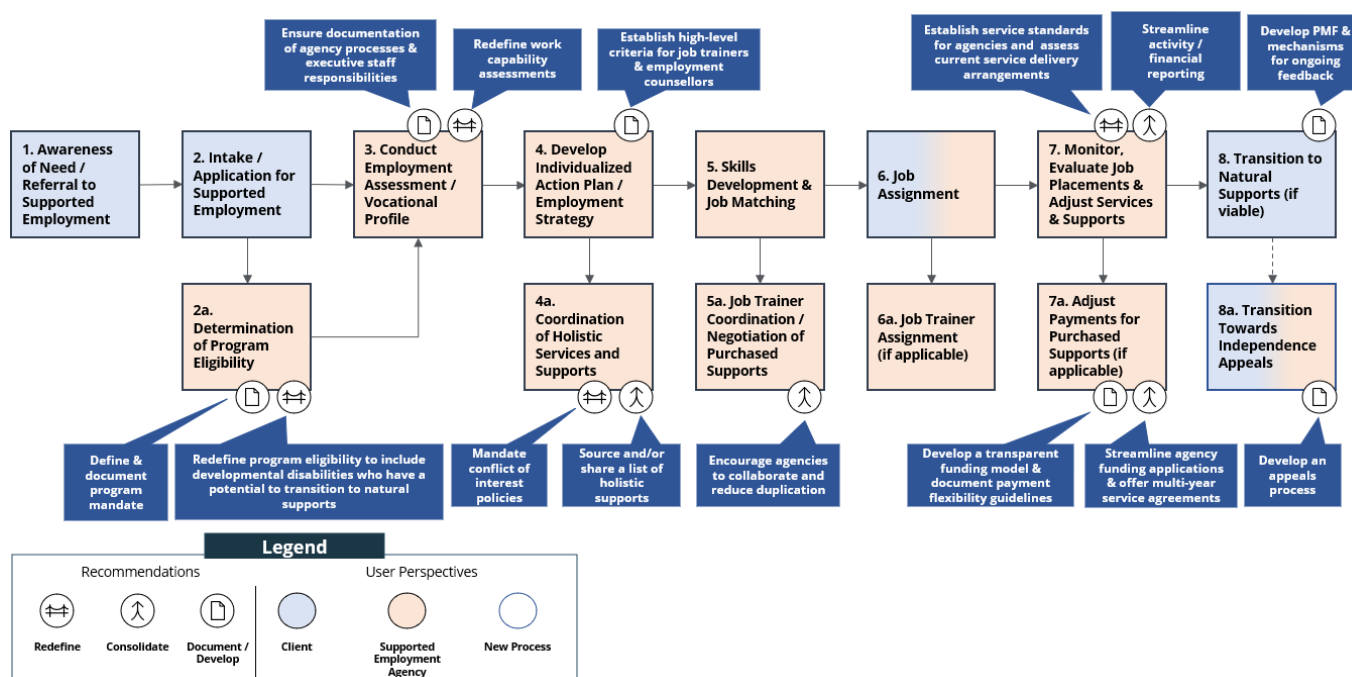 Ensure documentation
of agency processes &
executive staff
responsibilities
Redefine work
capability
assessments
Establish high-level
criteria for job trainers
& employment
counsellors
Establish service standards
for agencies and  assess
current service delivery
arrangements
Streamline
activity /
financial
reporting
Develop PMF &
mechanisms
for ongoing
feedback
1. Awareness
of Need /
Referral to
Supported
Employment
2. Intake /
Application for
Supported
Employment
3. Conduct
Employment
Assessment /
Vocational
Profile
4. Develop
Individualized
Action Plan /
Employment
Strategy
5. Skills
Development &
Job Matching
6. Job
Assignment
7. Monitor,
Evaluate Job
Placements &
Adjust Services
& Supports
8. Transition to
Natural
Supports (if
viable)
2a.
Determination
of Program
Eligibility
4a.
Coordination
of Holistic
Services and
Supports
5a. Job Trainer
Coordination /
Negotiation of
Purchased
Supports
6a. Job Trainer
Assignment
(if applicable)
7a. Adjust
Payments for
Purchased
Supports (if
applicable)
8a. Transition
Towards
Independence
Appeals
Define &
document
program
mandate
Redefine program eligibility to include
developmental disabilities who have a
potential to transition to natural
supports
Mandate
conflict of
interest
policies
Source and/or
share a list of
holistic
supports
Encourage agencies
to collaborate and
reduce duplication
Develop a transparent
funding model &
document payment
flexibility guidelines
Streamline agency
funding applications
& offer multi-year
service agreements
Develop an
appeals
process
Legend
Recommendations
User Perspectives
Redefine
Consolidate
Document /
Develop
Client
Supported
Employment
Agency
New Process